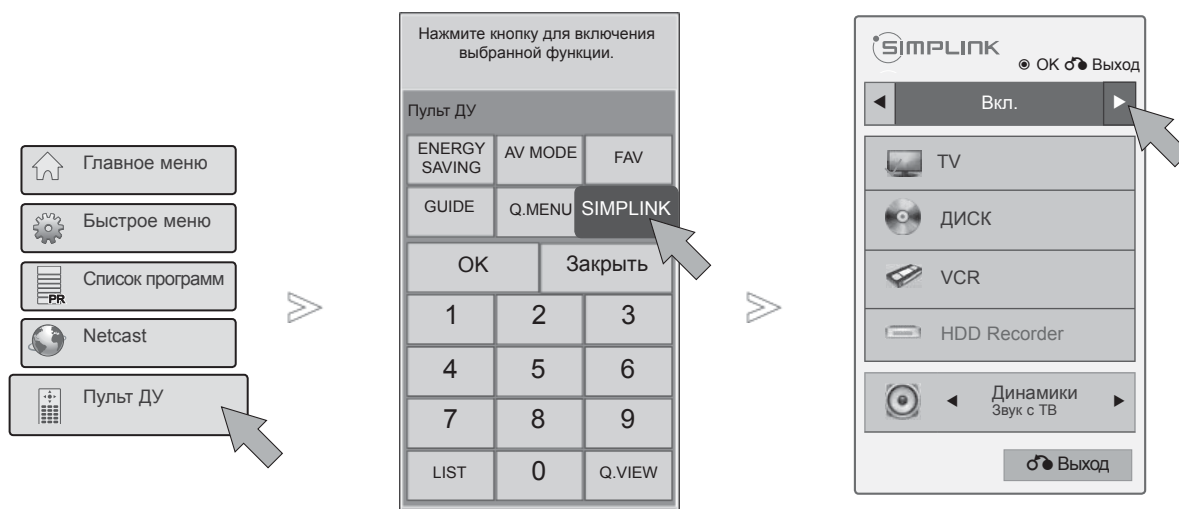 Главное меню
Быстрое меню
Список программ
PR
Netcast
Пульт ДУ
Нажмите кнопку для включения
выбранной функции.
Пульт ДУ
ENERGY
SAVING
AV MODE
FAV
GUIDE
Q.MENU
SIMPLINK
OK
Закрыть
1 2 3
4 5 6
7 8 9
LIST 0 Q.VIEW
SIMPLINK
OK Выход
Вкл.
TV
ДИСК
VCR
HDD Recorder
Динамики
Звук с ТВ
Выход